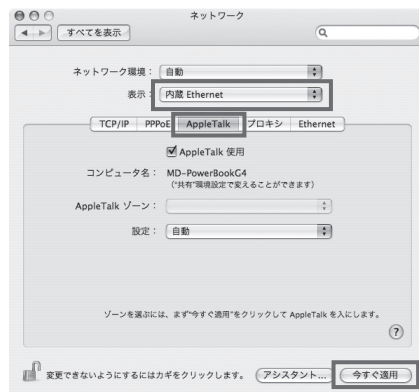 ネットワーク
すべてを表示
ネットワーク環境： 自動
表示： 内蔵 Ethernet
TCP/IP PPPoE AppleTalk プロキシ Ethernet
AppleTalk 使用
コンピュータ名： MD-PowerBookG4
（“共有”環境設定で変えることができます）
AppleTalk ゾーン：
設定： 自動
ゾーンを選ぶには、まず“今すぐ適用”をクリックして AppleTalk を入にします。
?
変更できないようにするにはカギをクリックします。 アシスタント... 今すぐ適用